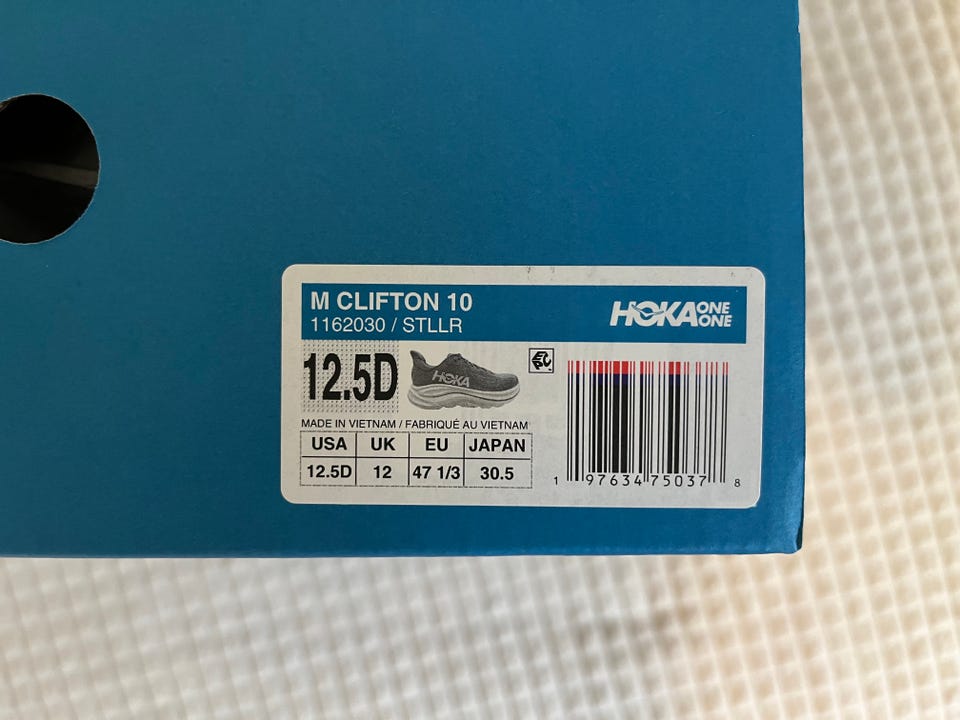 M CLIFTON 10
1162030 / STLLR
HOKA ONE ONE
12.5D
HOKA
MADE IN VIETNAM / FABRIQUÉ AU VIETNAM
USA UK EU JAPAN
12.5D 12 47 1/3 30.5
1 97634 75037 8